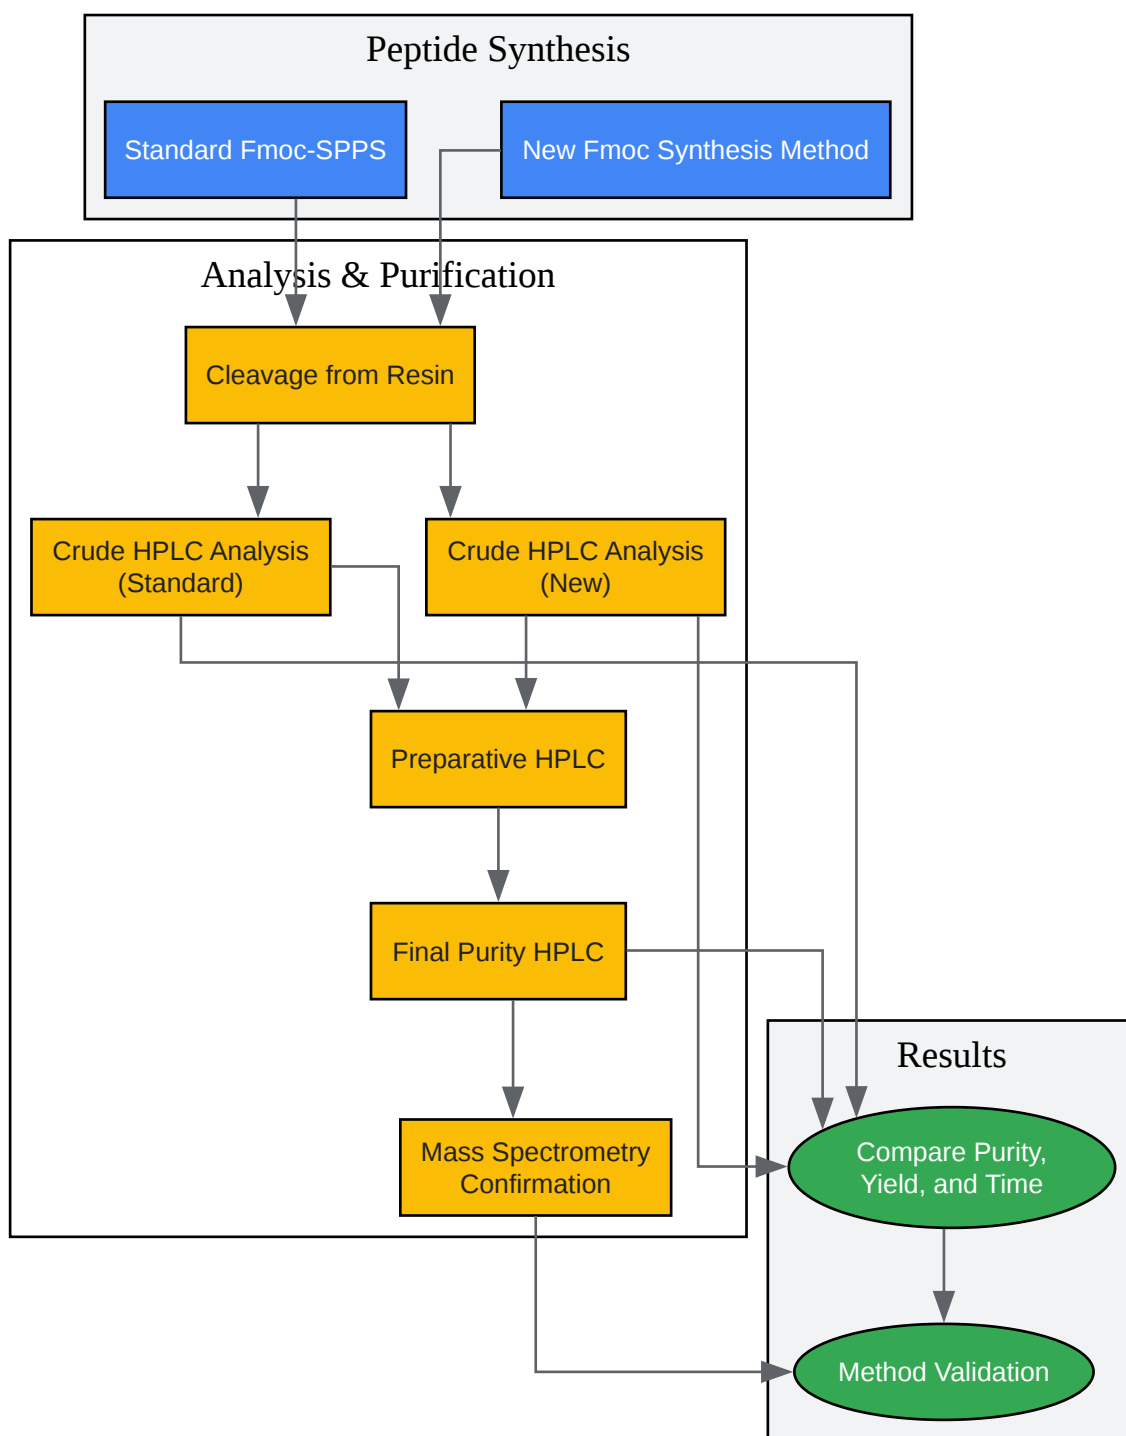 Peptide Synthesis
Standard Fmoc-SPPS
New Fmoc Synthesis Method
Analysis & Purification
Cleavage from Resin
Crude HPLC Analysis
(Standard)
Crude HPLC Analysis
(New)
Preparative HPLC
Final Purity HPLC
Mass Spectrometry
Confirmation
Results
Compare Purity,
Yield, and Time
Method Validation